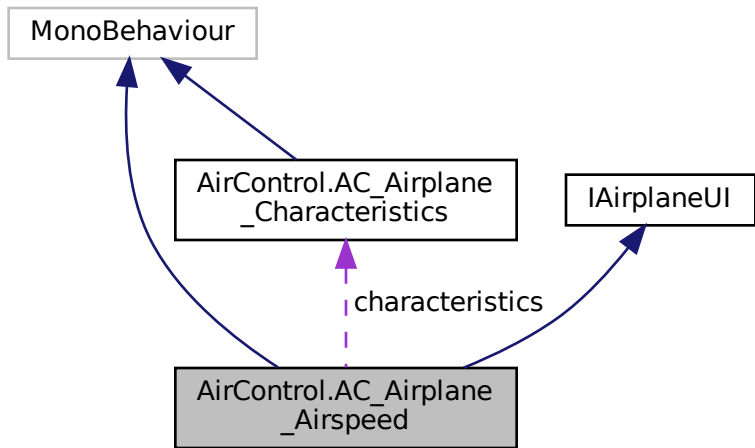 MonoBehaviour
AirControl.AC_Airplane
_Characteristics
IAirplaneUI
characteristics
AirControl.AC_Airplane
_Airspeed